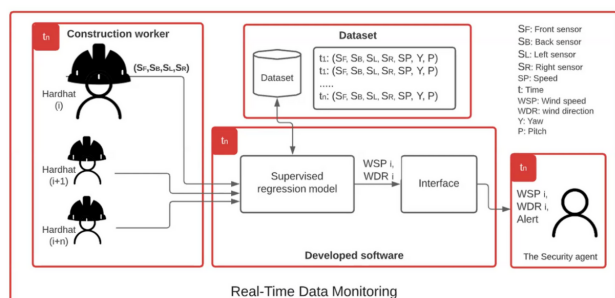 Construction worker
tn
(SF,SB,SL,SR)
Hardhat
(i)
Hardhat
(i+1)
Hardhat
(i+n)
Dataset
Dataset
t1: (SF, SB, SL, SR, SP, Y, P)
t1: (SF, SB, SL, SR, SP, Y, P)
.....
tn: (SF, SB, SL, SR, SP, Y, P)
SF: Front sensor
SB: Back sensor
SL: Left sensor
SR: Right sensor
SP: Speed
t: Time
WSP: Wind speed
WDR: wind direction
Y: Yaw
P: Pitch
tn
Supervised
regression model
WSP i,
WDR i
Interface
Developed software
tn
WSP i,
WDR i,
Alert
The Security agent
Real-Time Data Monitoring